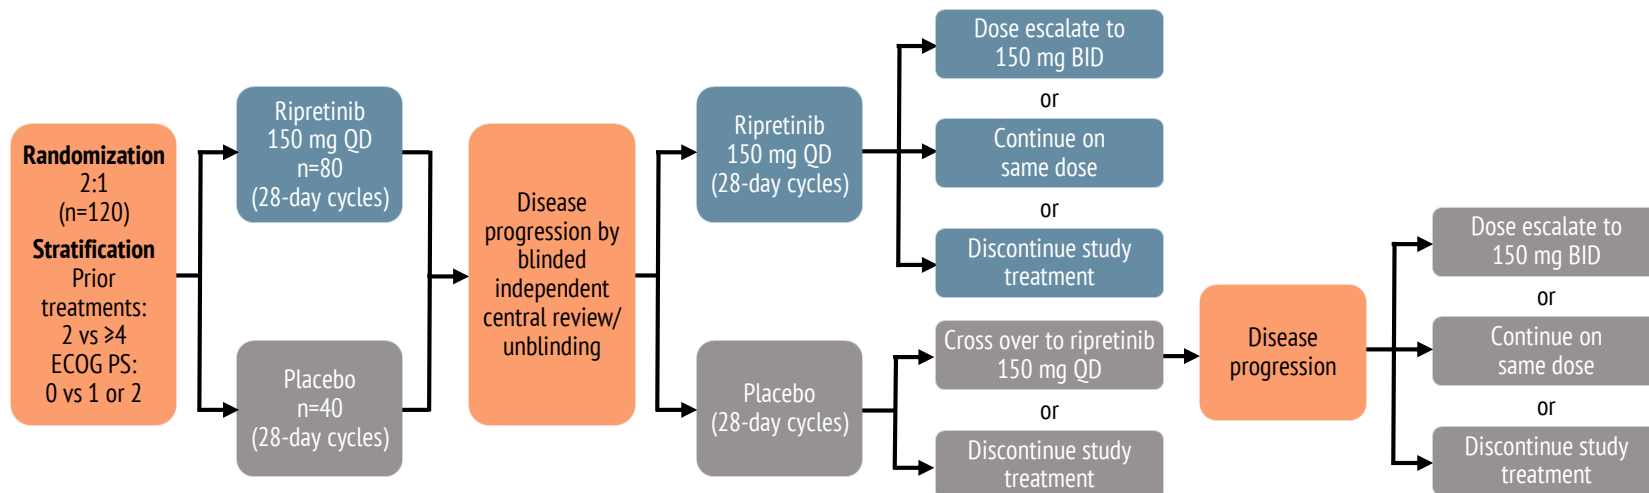 Randomization
2:1
(n=120)
Stratification
Prior
treatments:
2 vs ≥4
ECOG PS:
0 vs 1 or 2
Ripretinib
150 mg QD
n=80
(28-day cycles)
Placebo
n=40
(28-day cycles)
Disease
progression by
blinded
independent
central review/
unblinding
Ripretinib
150 mg QD
(28-day cycles)
Placebo
(28-day cycles)
Dose escalate to
150 mg BID
or
Continue on
same dose
or
Discontinue study
treatment
Cross over to ripretinib
150 mg QD
or
Discontinue study
treatment
Disease
progression
Dose escalate to
150 mg BID
or
Continue on
same dose
or
Discontinue study
treatment